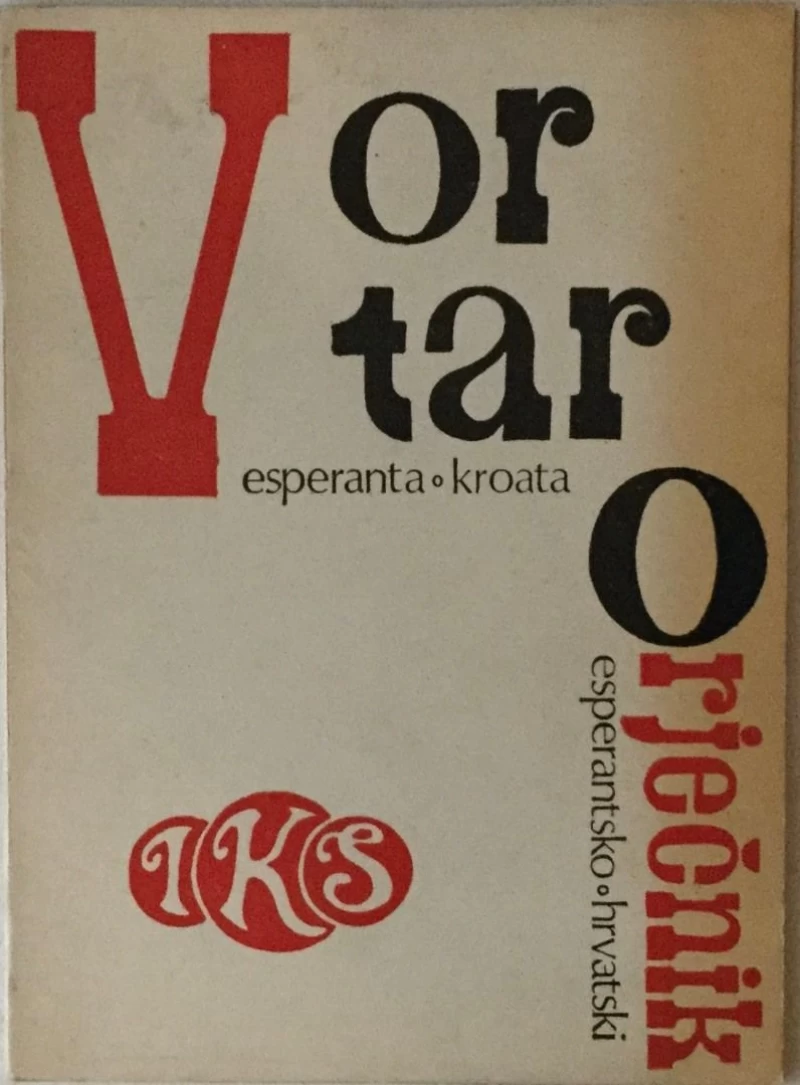 Vor
tar
o
esperanta • kroata
rječnik
esperantsko • hrvatski
IKS